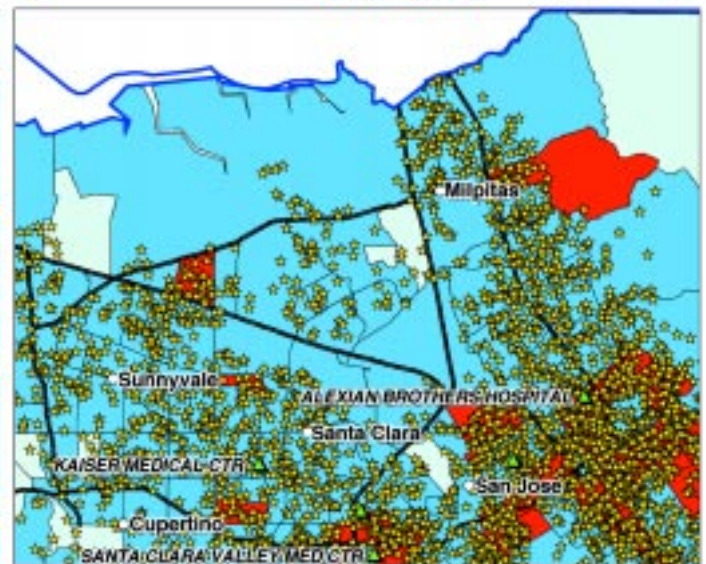 Milpitas
Sunnyvale
ALEXIAN BROTHERS HOSPITAL
Santa Clara
KAISER MEDICAL CTR
San Jose
Cupertino
SANTA CLARA VALLEY MED CTR